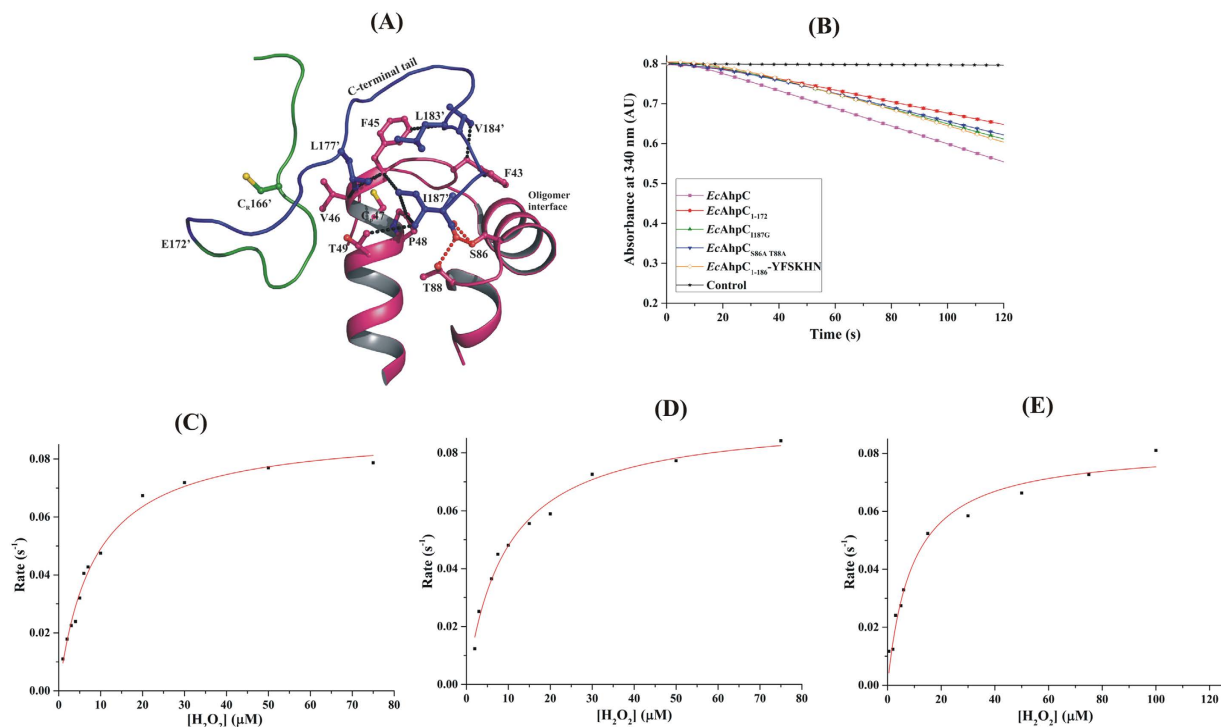 (A)
C-terminal tail
F45
L183’
V184’
L177’
F43
C_R166’
I187’
Oligomer
interface
V46
P48
E172’
T49
S86
T88
(B)
Absorbance at 340 nm (AU)
0.8
0.7
0.6
0.5
0.4
0.3
0.2
EcAhpC
EcAhpC₁₋₁₇₂
EcAhpC_I187G
EcAhpC_S86A T88A
EcAhpC₁₋₁₈₆-YFSKHN
Control
0 20 40 60 80 100 120
Time (s)
(C)
Rate (s⁻¹)
0.08
0.06
0.04
0.02
0.00
0 10 20 30 40 50 60 70 80
[H₂O₂] (μM)
(D)
Rate (s⁻¹)
0.08
0.06
0.04
0.02
0.00
0 10 20 30 40 50 60 70 80
[H₂O₂] (μM)
(E)
Rate (s⁻¹)
0.08
0.06
0.04
0.02
0.00
0 20 40 60 80 100
[H₂O₂] (μM)